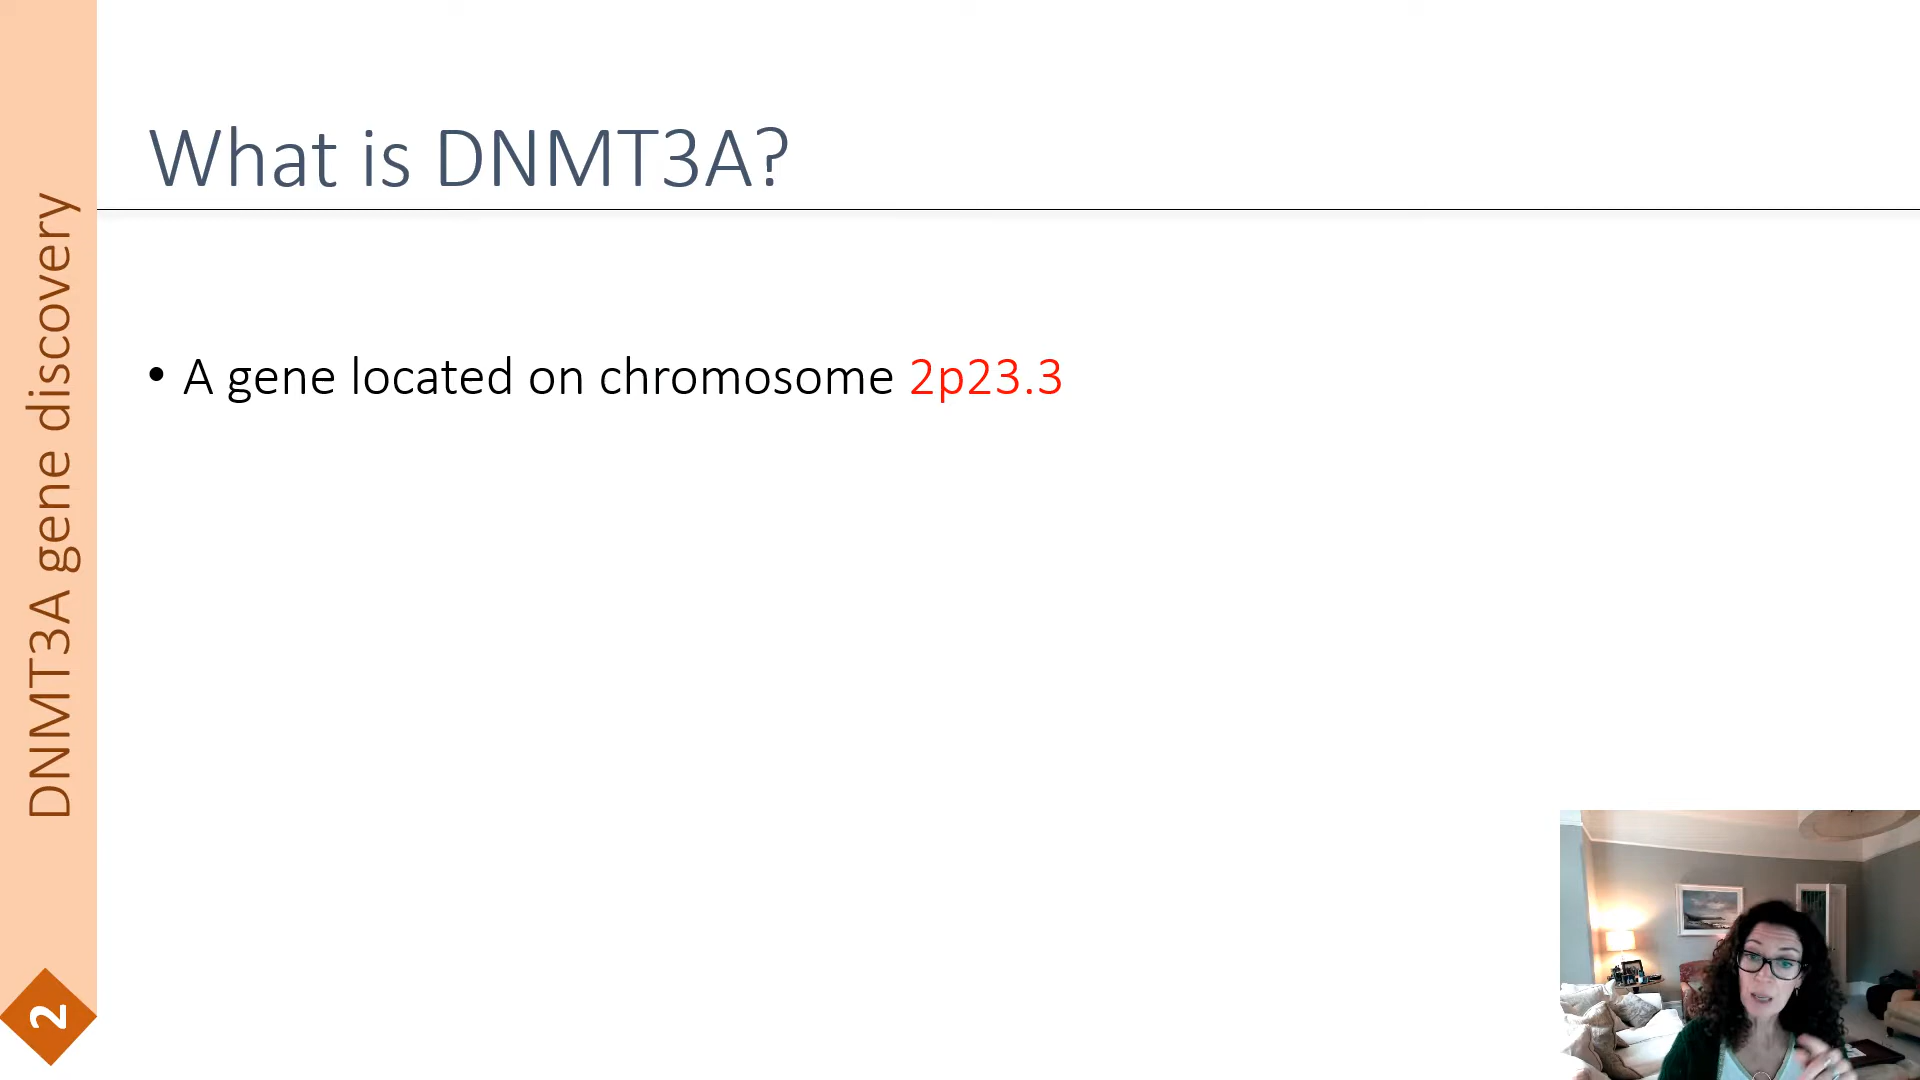 DNMT3A gene discovery
What is DNMT3A?
• A gene located on chromosome 2p23.3
2